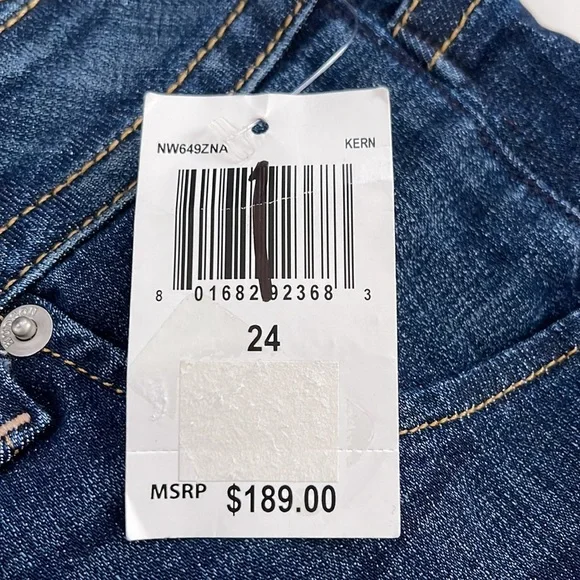 NW649ZNA KERN
8 01682 92368 3
24
MSRP $189.00